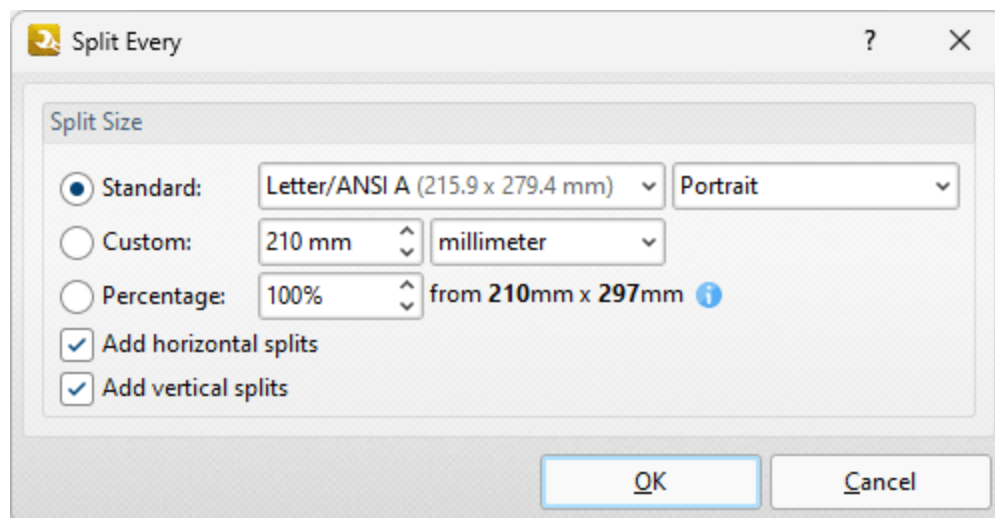 Split Every ?
Split Size
Standard: Letter/ANSI A (215.9 x 279.4 mm) Portrait
Custom: 210 mm millimeter
Percentage: 100% from 210mm x 297mm i
Add horizontal splits
Add vertical splits
OK Cancel